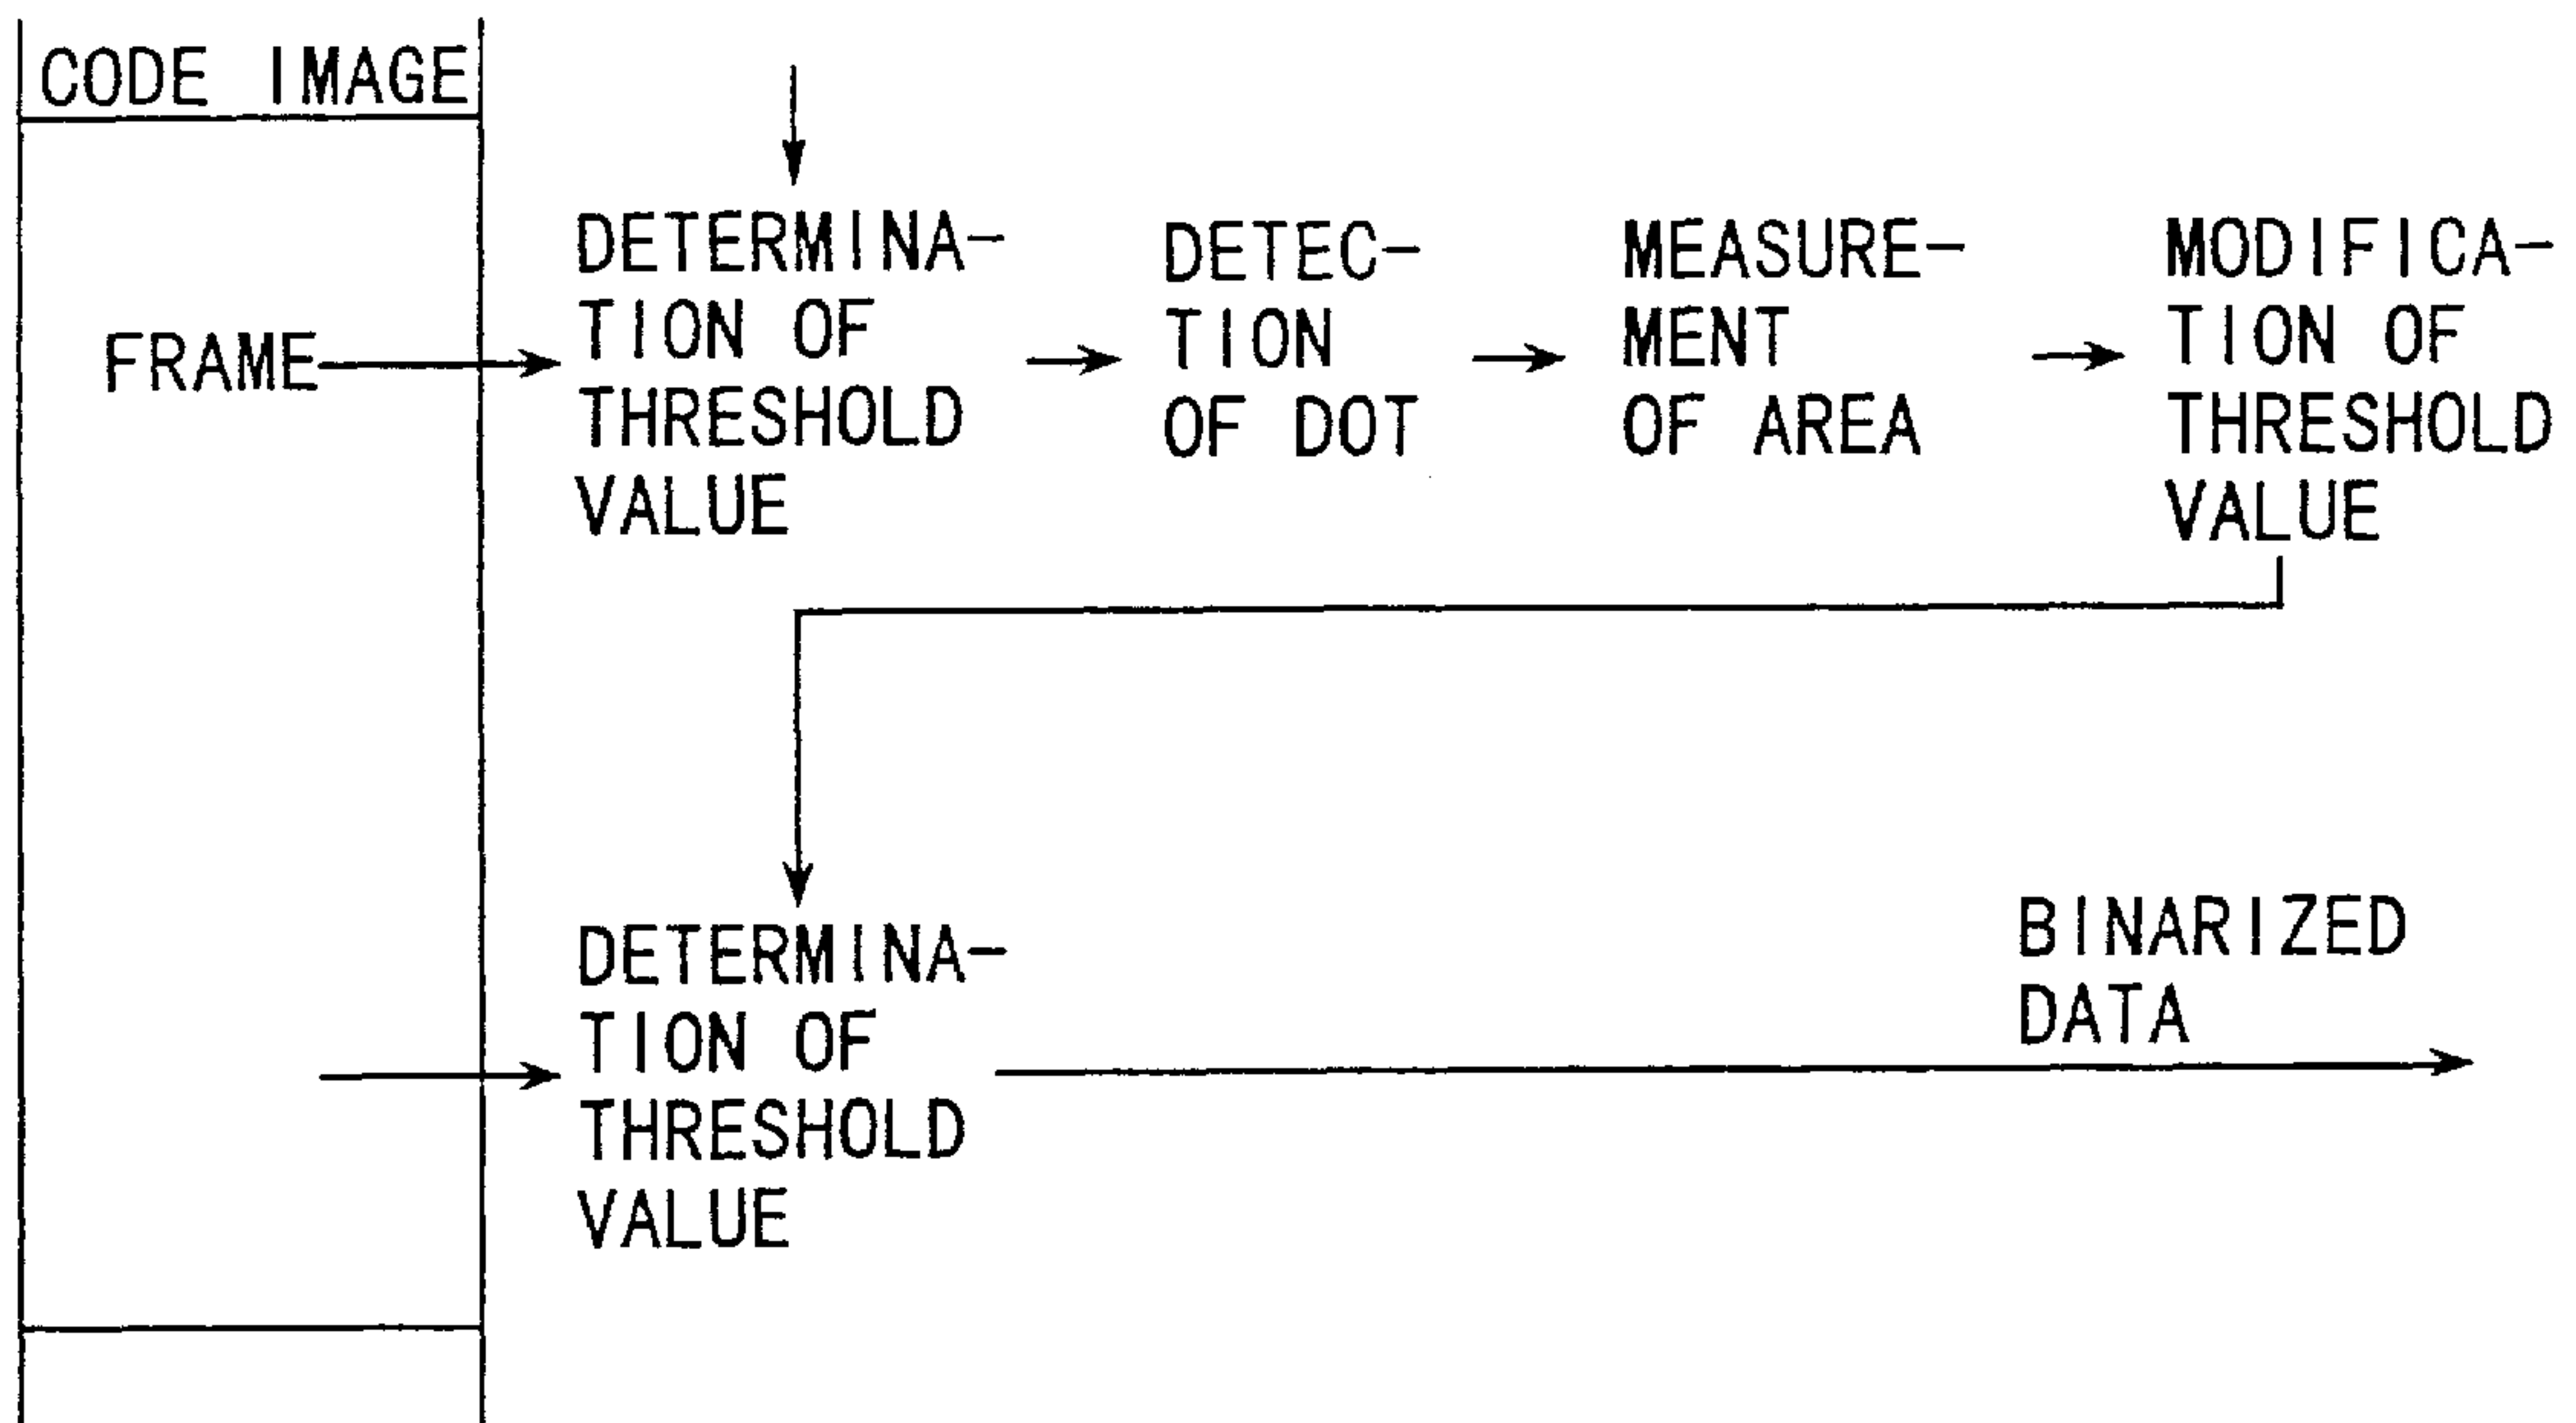 CODE IMAGE
FRAME
DETERMINA-
TION OF
THRESHOLD
VALUE
DETEC-
TION
OF DOT
MEASURE-
MENT
OF AREA
MODIFICA-
TION OF
THRESHOLD
VALUE
DETERMINA-
TION OF
THRESHOLD
VALUE
BINARIZED
DATA